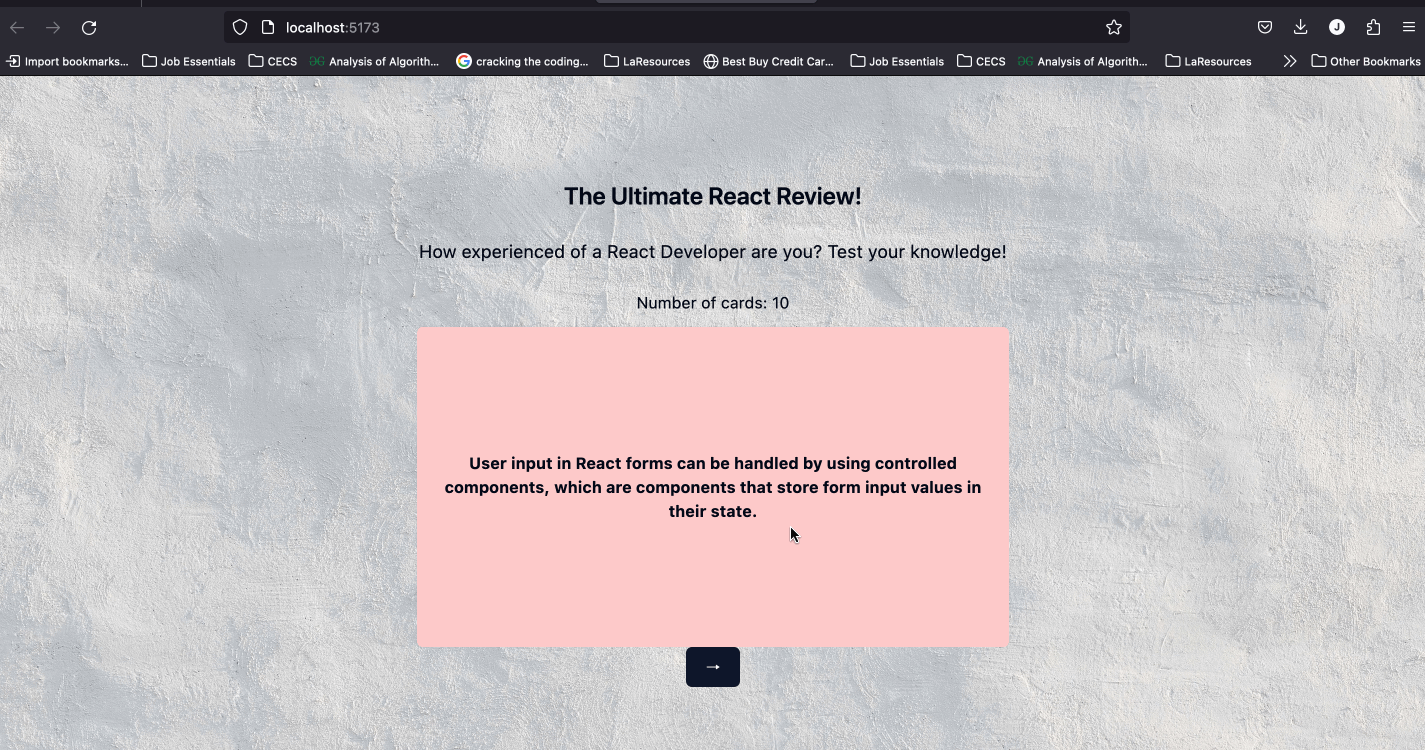 localhost:5173
J
Import bookmarks... Job Essentials CECS Analysis of Algorith... cracking the coding... LaResources Best Buy Credit Car... Job Essentials CECS Analysis of Algorith... LaResources Other Bookmarks
The Ultimate React Review!
How experienced of a React Developer are you? Test your knowledge!
Number of cards: 10
User input in React forms can be handled by using controlled
components, which are components that store form input values in
their state.
→